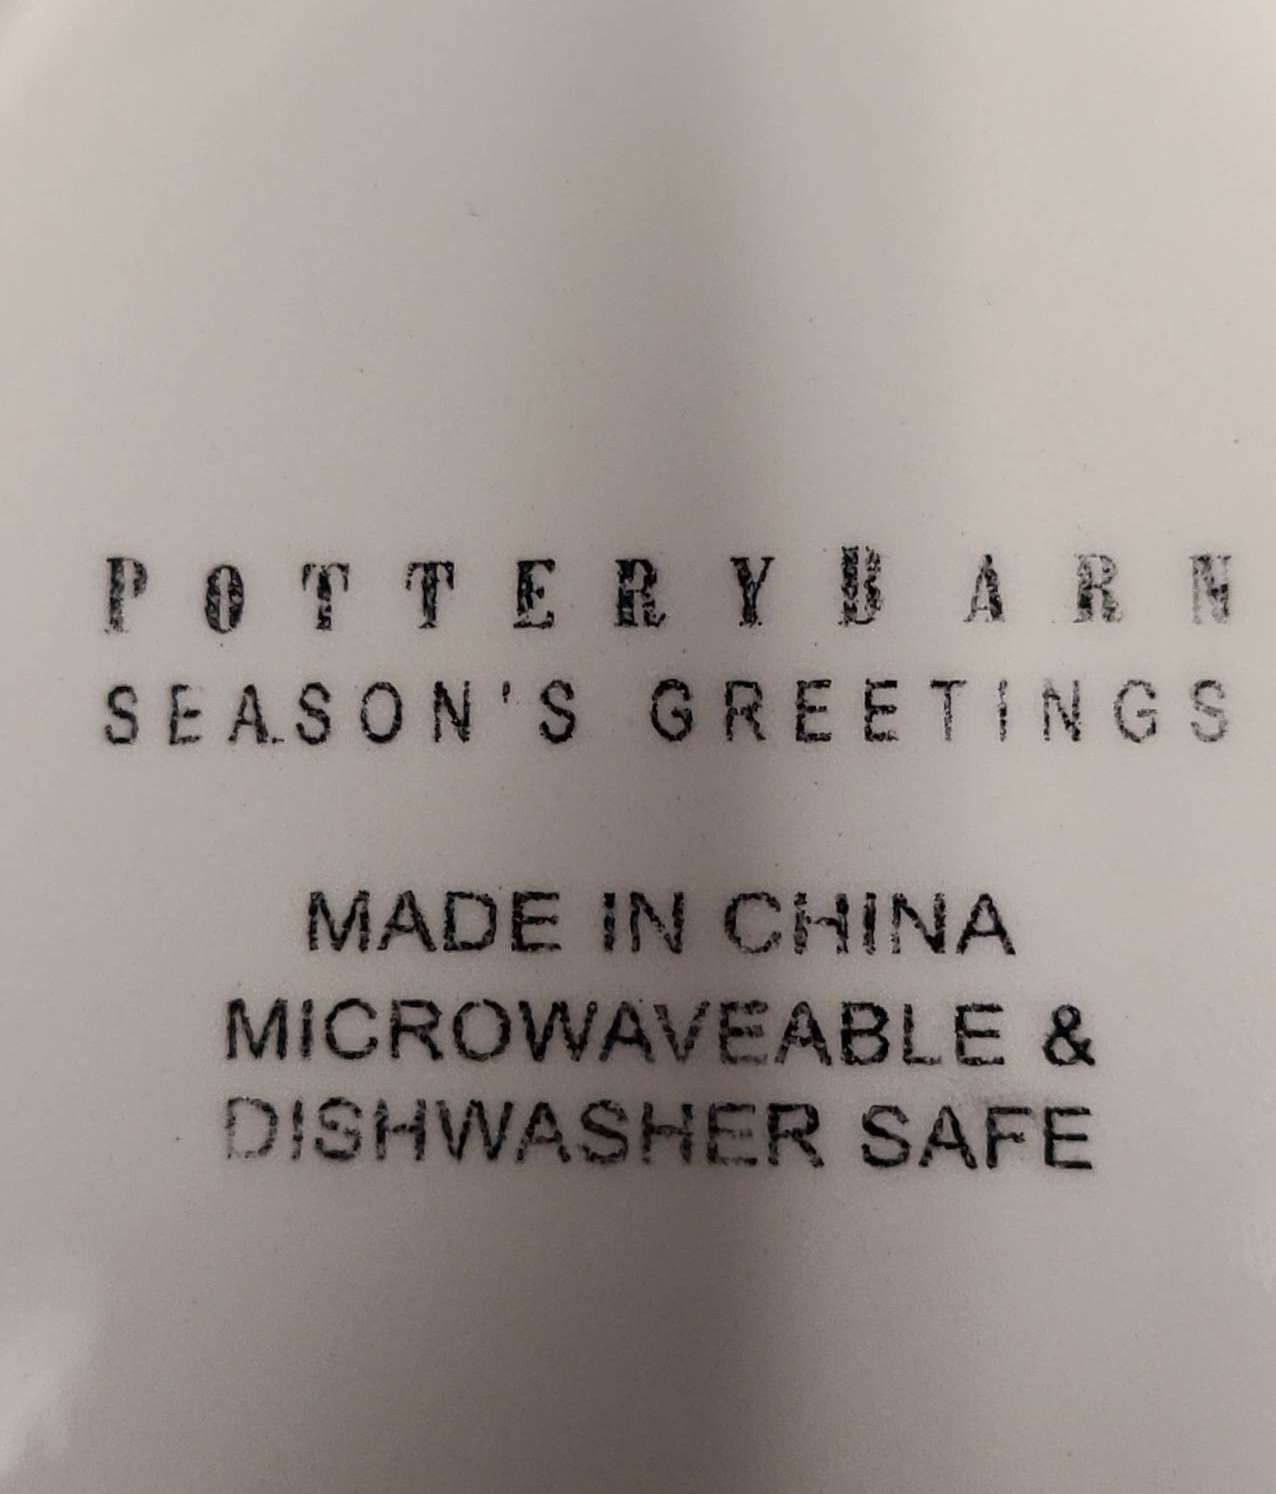 POTTERYBARN
SEASON'S GREETINGS
MADE IN CHINA
MICROWAVEABLE &
DISHWASHER SAFE